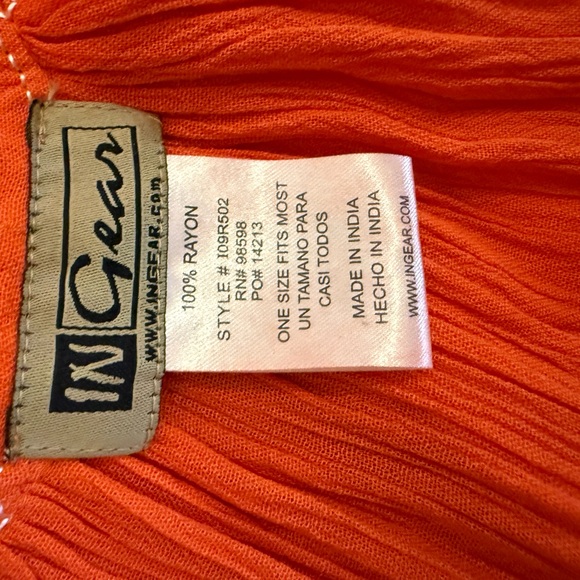 IN Gear
WWW.INGEAR.com
100% RAYON
STYLE # I09R502
RN# 98598
PO# 14213
ONE SIZE FITS MOST
UN TAMANO PARA
CASI TODOS
MADE IN INDIA
HECHO IN INDIA
WWW.INGEAR.COM